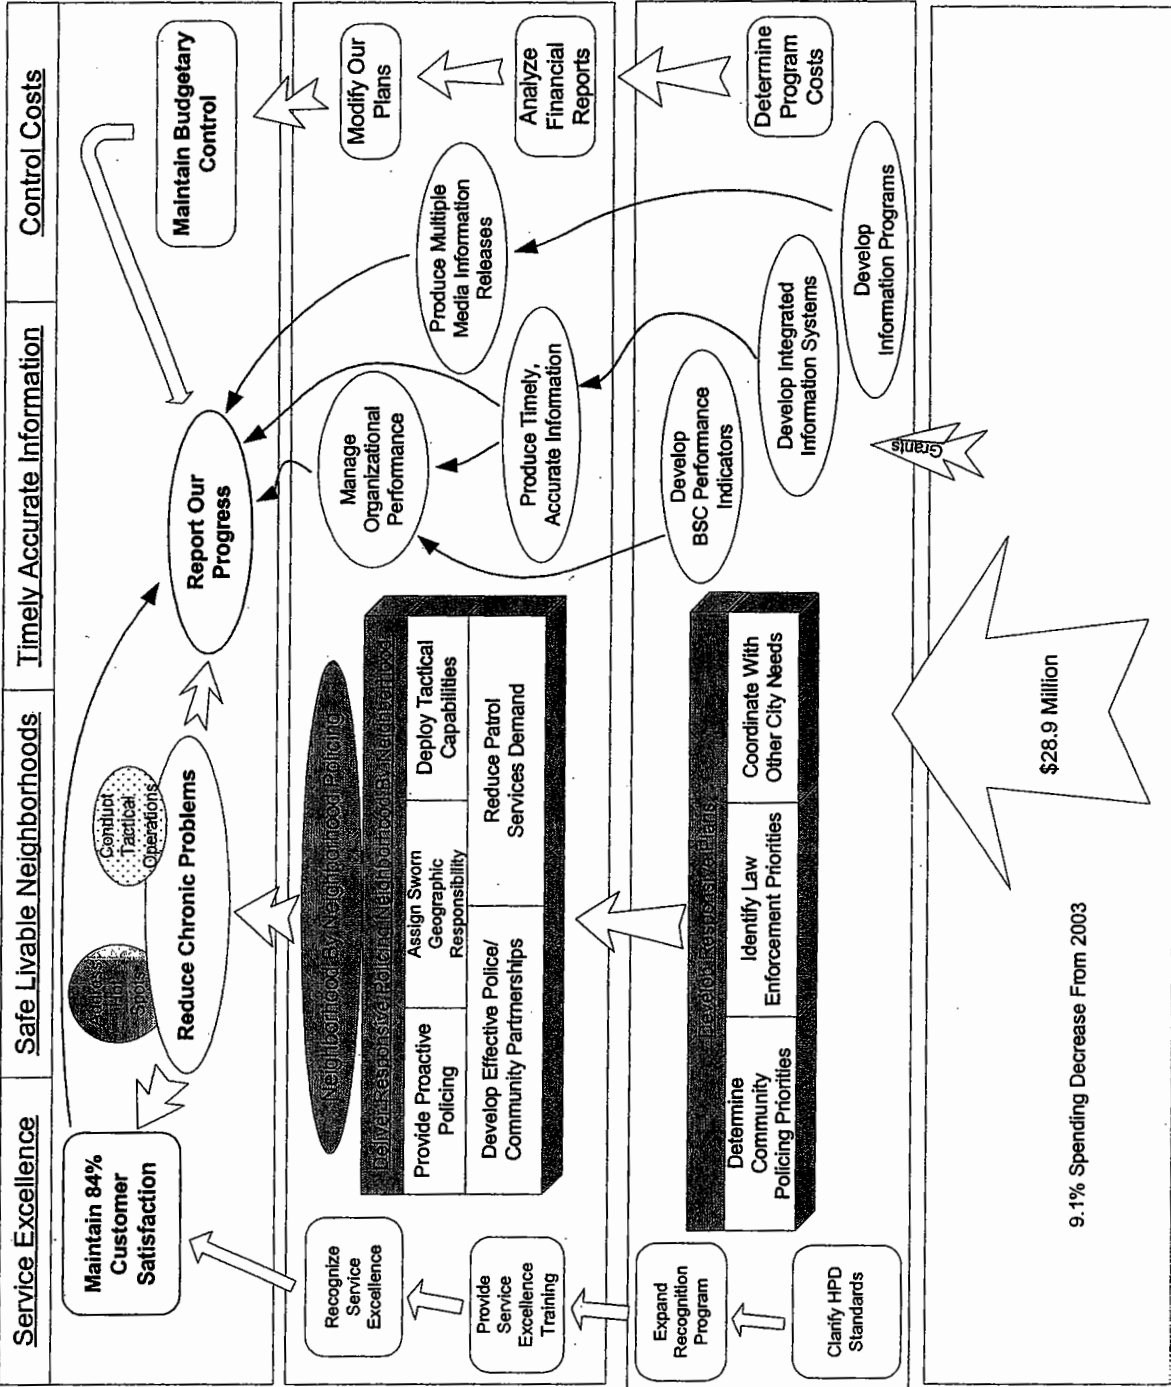 Service Excellence
Safe Livable Neighborhoods
Timely Accurate Information
Control Costs
Maintain 84%
Customer
Satisfaction
Hot
Spots
Conduct
Tactical
Operations
Reduce Chronic Problems
Report Our
Progress
Maintain Budgetary
Control
Recognize
Service
Excellence
Provide
Service
Excellence
Training
Neighborhood By Neighborhood Policing
Deliver Responsive Policing Neighborhood By Neighborhood
Provide Proactive
Policing
Assign Sworn
Geographic
Responsibility
Deploy Tactical
Capabilities
Develop Effective Police/
Community Partnerships
Reduce Patrol
Services Demand
Manage
Organizational
Performance
Produce Timely,
Accurate Information
Produce Multiple
Media Information
Releases
Modify Our
Plans
Analyze
Financial
Reports
Expand
Recognition
Program
Clarify HPD
Standards
Develop Responsive Plans
Determine
Community
Policing Priorities
Identify Law
Enforcement Priorities
Coordinate With
Other City Needs
Develop
BSC Performance
Indicators
Develop Integrated
Information Systems
Develop
Information Programs
Determine
Program
Costs
9.1% Spending Decrease From 2003
$28.9 Million
Grants